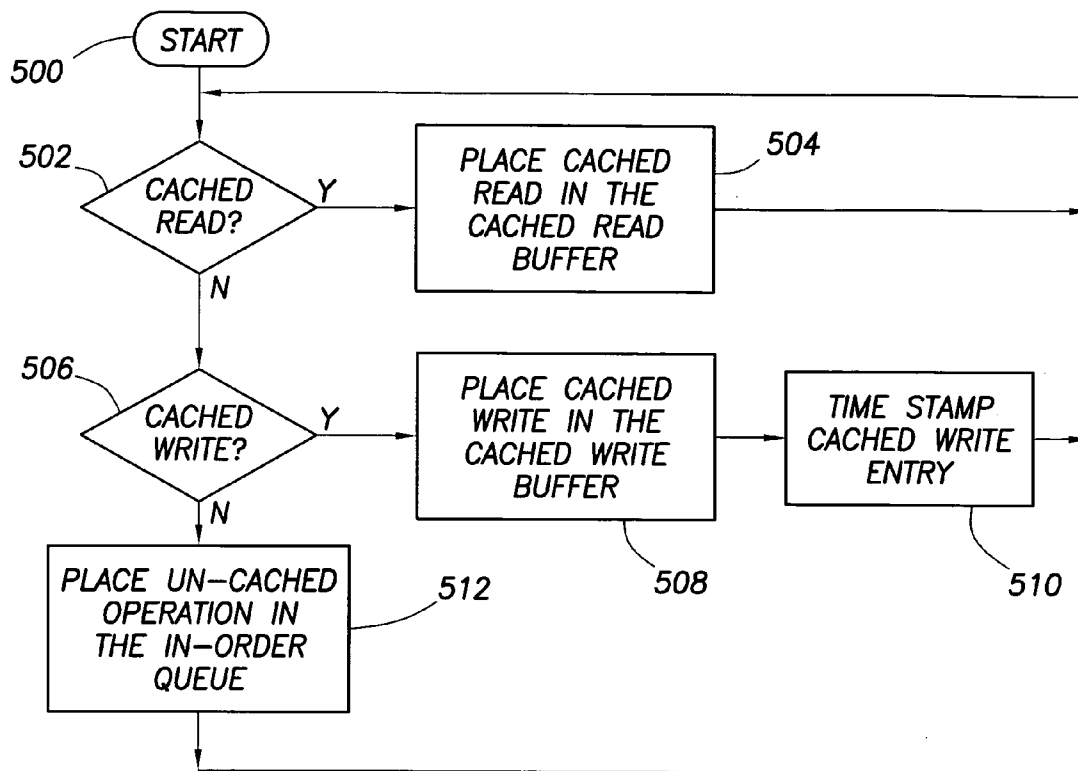 START
500
502
CACHED
READ?
Y
N
PLACE CACHED
READ IN THE
CACHED READ
BUFFER
504
506
CACHED
WRITE?
Y
N
PLACE CACHED
WRITE IN THE
CACHED WRITE
BUFFER
508
TIME STAMP
CACHED WRITE
ENTRY
510
PLACE UN-CACHED
OPERATION IN
THE IN-ORDER
QUEUE
512